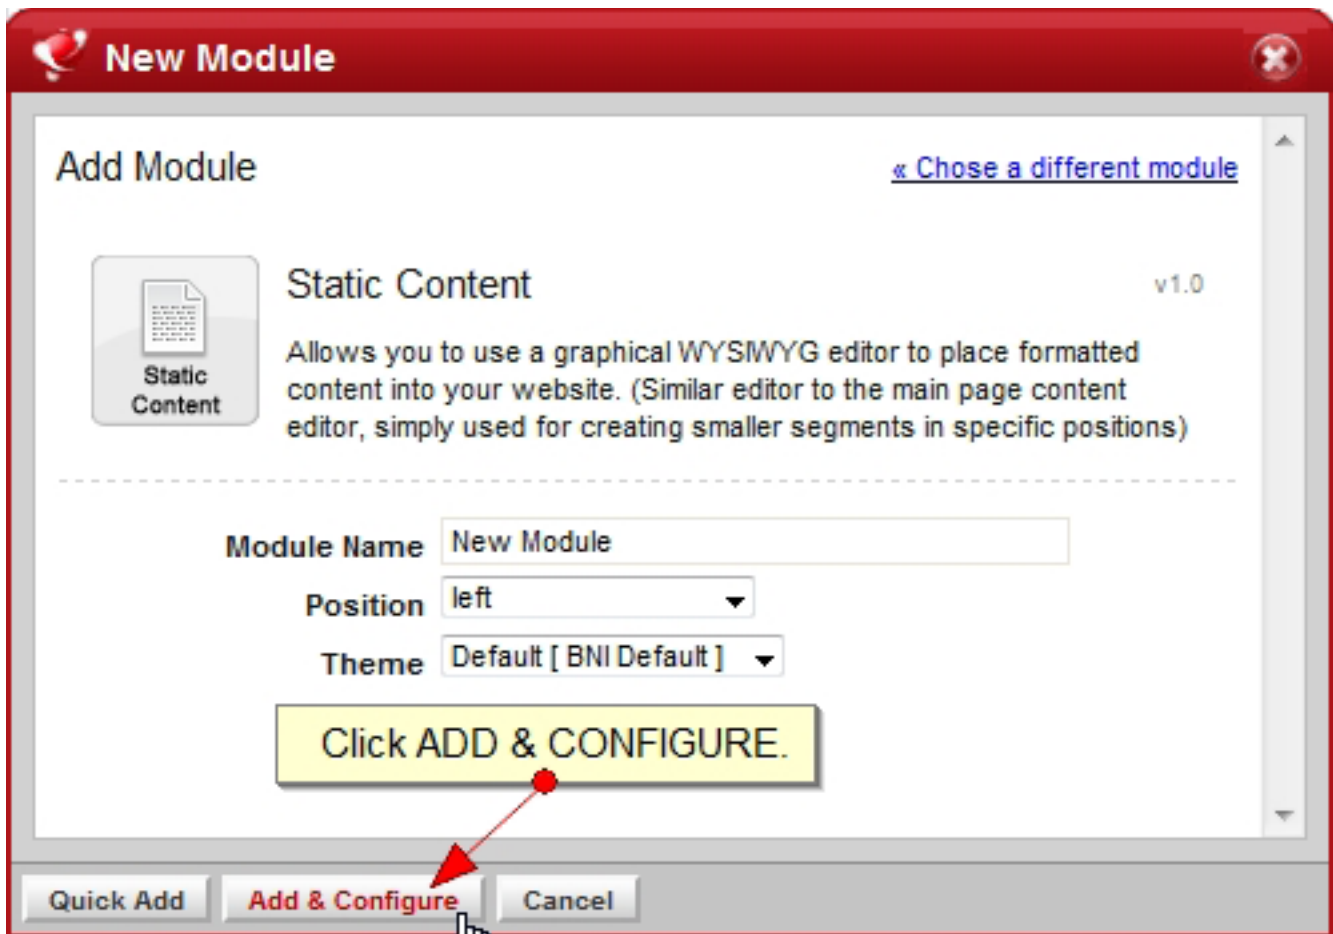 New Module
Add Module
« Chose a different module
Static
Content
Static Content
v1.0
Allows you to use a graphical WYSIWYG editor to place formatted
content into your website. (Similar editor to the main page content
editor, simply used for creating smaller segments in specific positions)
Module Name New Module
Position left
Theme Default [ BNI Default ]
Click ADD & CONFIGURE.
Quick Add Add & Configure Cancel